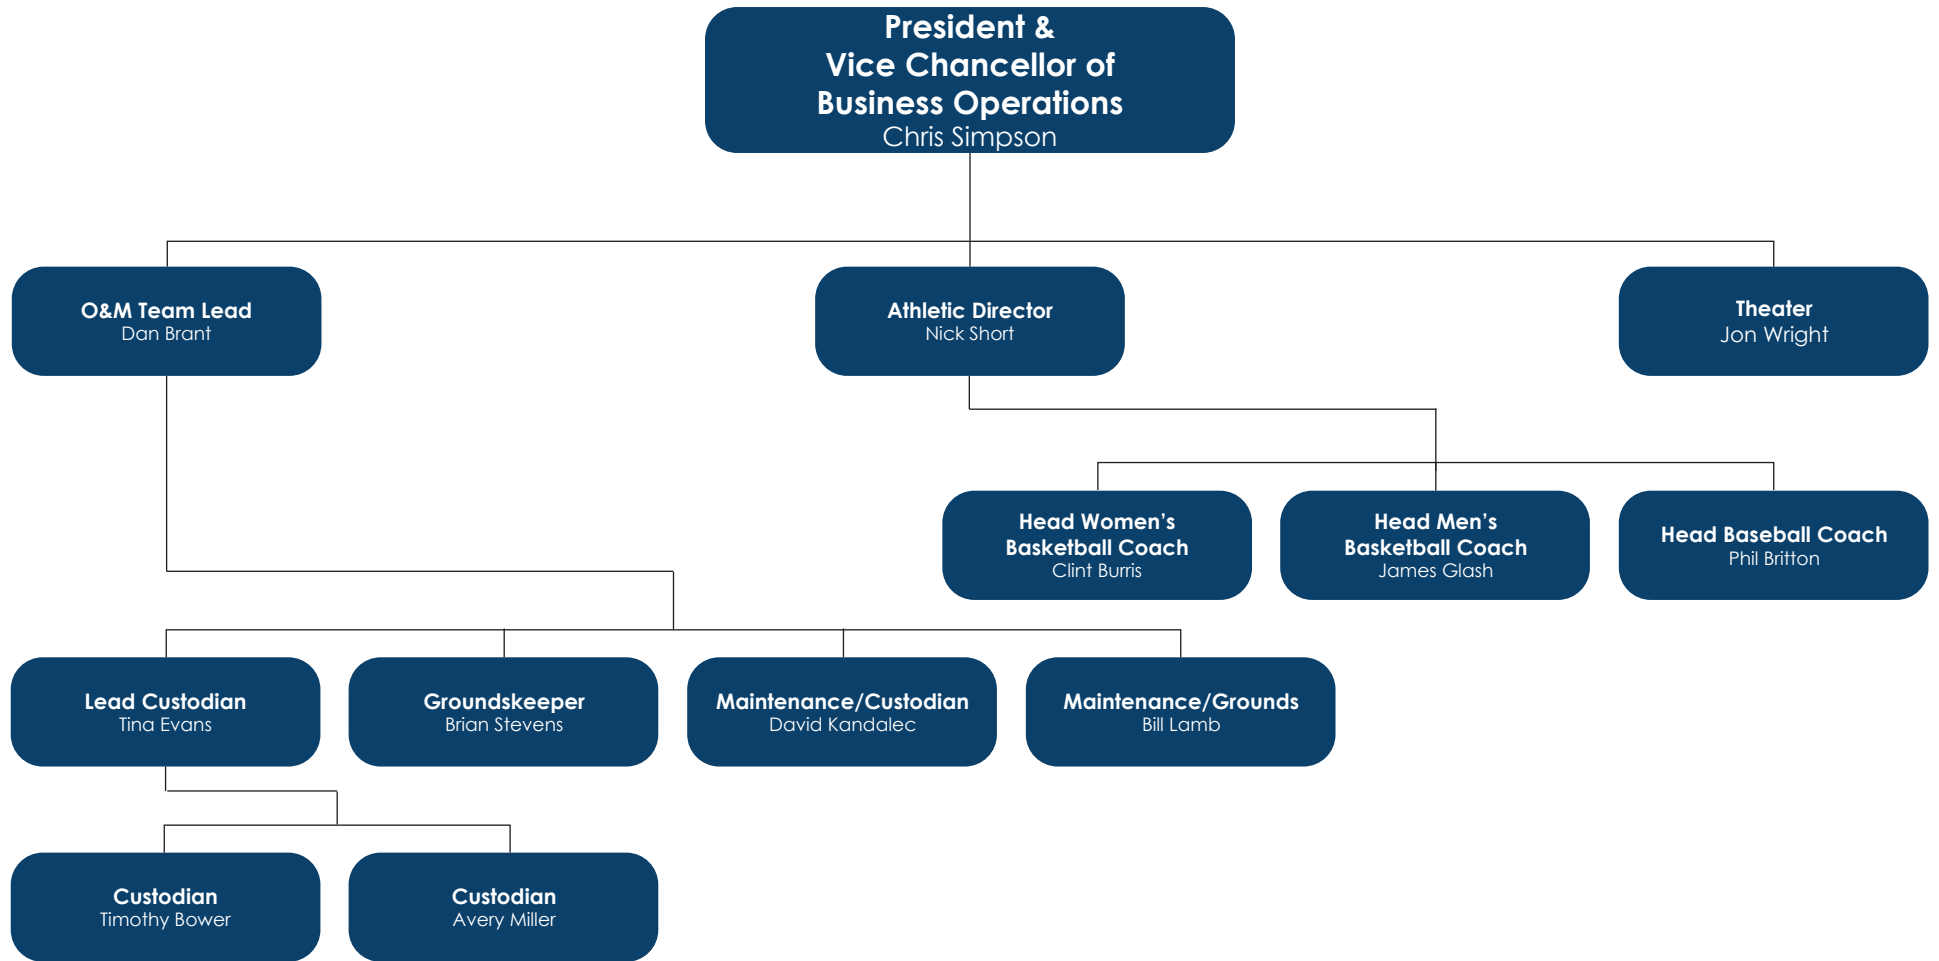 President &
Vice Chancellor of
Business Operations
Chris Simpson
O&M Team Lead
Dan Brant
Athletic Director
Nick Short
Theater
Jon Wright
Head Women’s
Basketball Coach
Clint Burris
Head Men’s
Basketball Coach
James Glash
Head Baseball Coach
Phil Britton
Lead Custodian
Tina Evans
Groundskeeper
Brian Stevens
Maintenance/Custodian
David Kandalec
Maintenance/Grounds
Bill Lamb
Custodian
Timothy Bower
Custodian
Avery Miller